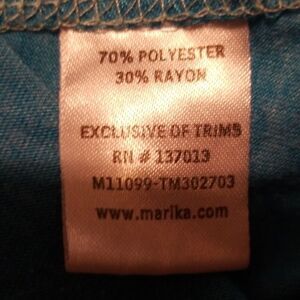 70% POLYESTER
30% RAYON
EXCLUSIVE OF TRIMS
RN # 137013
M11099-TM302703
www.marika.com